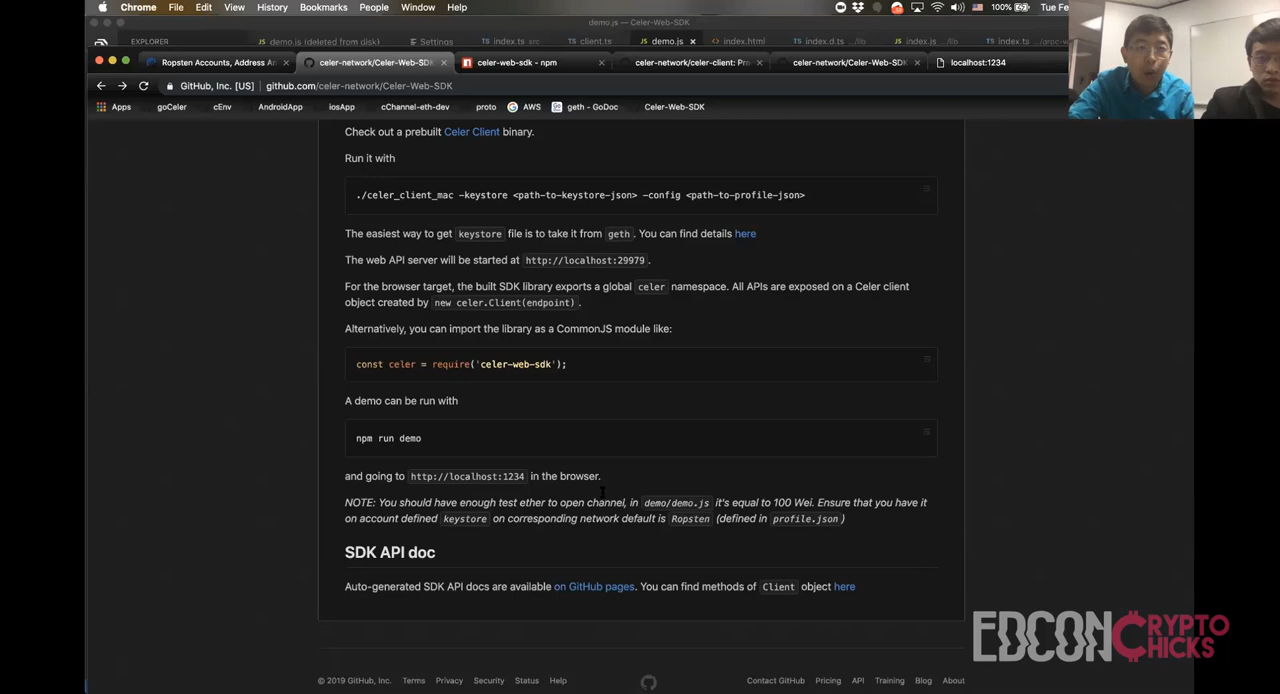 Chrome File Edit View History Bookmarks People Window Help 100% Tue Fe
demo.js — Celer-Web-SDK
EXPLORER demo.js (deleted from disk) Settings index.ts src client.ts demo.js × index.html index.d.ts .../lib index.js .../lib index.ts
Ropsten Accounts, Address An × celer-network/Celer-Web-SDK: × celer-web-sdk - npm × celer-network/celer-client: Pro × celer-network/Celer-Web-SDK × localhost:1234
GitHub, Inc. [US] github.com/celer-network/Celer-Web-SDK
Apps goCeler cEnv AndroidApp iosApp cChannel-eth-dev proto AWS geth - GoDoc Celer-Web-SDK
Check out a prebuilt Celer Client binary.
Run it with
./celer_client_mac -keystore <path-to-keystore-json> -config <path-to-profile-json>
The easiest way to get keystore file is to take it from geth. You can find details here
The web API server will be started at http://localhost:29979.
For the browser target, the built SDK library exports a global celer namespace. All APIs are exposed on a Celer client
object created by new celer.Client(endpoint).
Alternatively, you can import the library as a CommonJS module like:
const celer = require('celer-web-sdk');
A demo can be run with
npm run demo
and going to http://localhost:1234 in the browser.
NOTE: You should have enough test ether to open channel, in demo/demo.js it's equal to 100 Wei. Ensure that you have it
on account defined keystore on corresponding network default is Ropsten (defined in profile.json)
SDK API doc
Auto-generated SDK API docs are available on GitHub pages. You can find methods of Client object here
EDCON CRYPTO
CHICKS
© 2019 GitHub, Inc. Terms Privacy Security Status Help Contact GitHub Pricing API Training Blog About